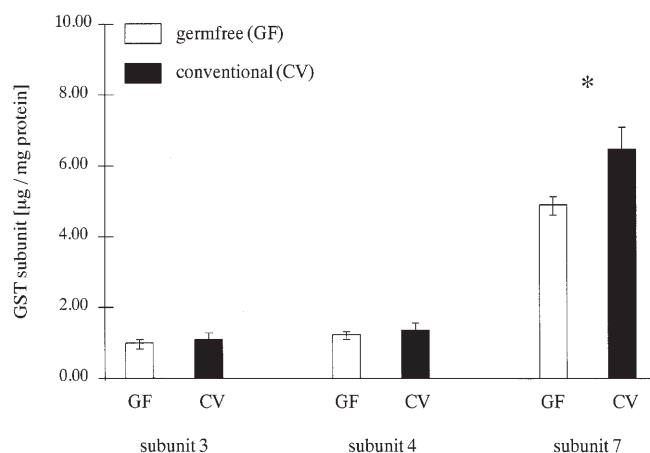 10.00
germfree (GF)
conventional (CV)
8.00
*
6.00
4.00
2.00
0.00
GST subunit [µg / mg protein]
GF CV GF CV GF CV
subunit 3 subunit 4 subunit 7